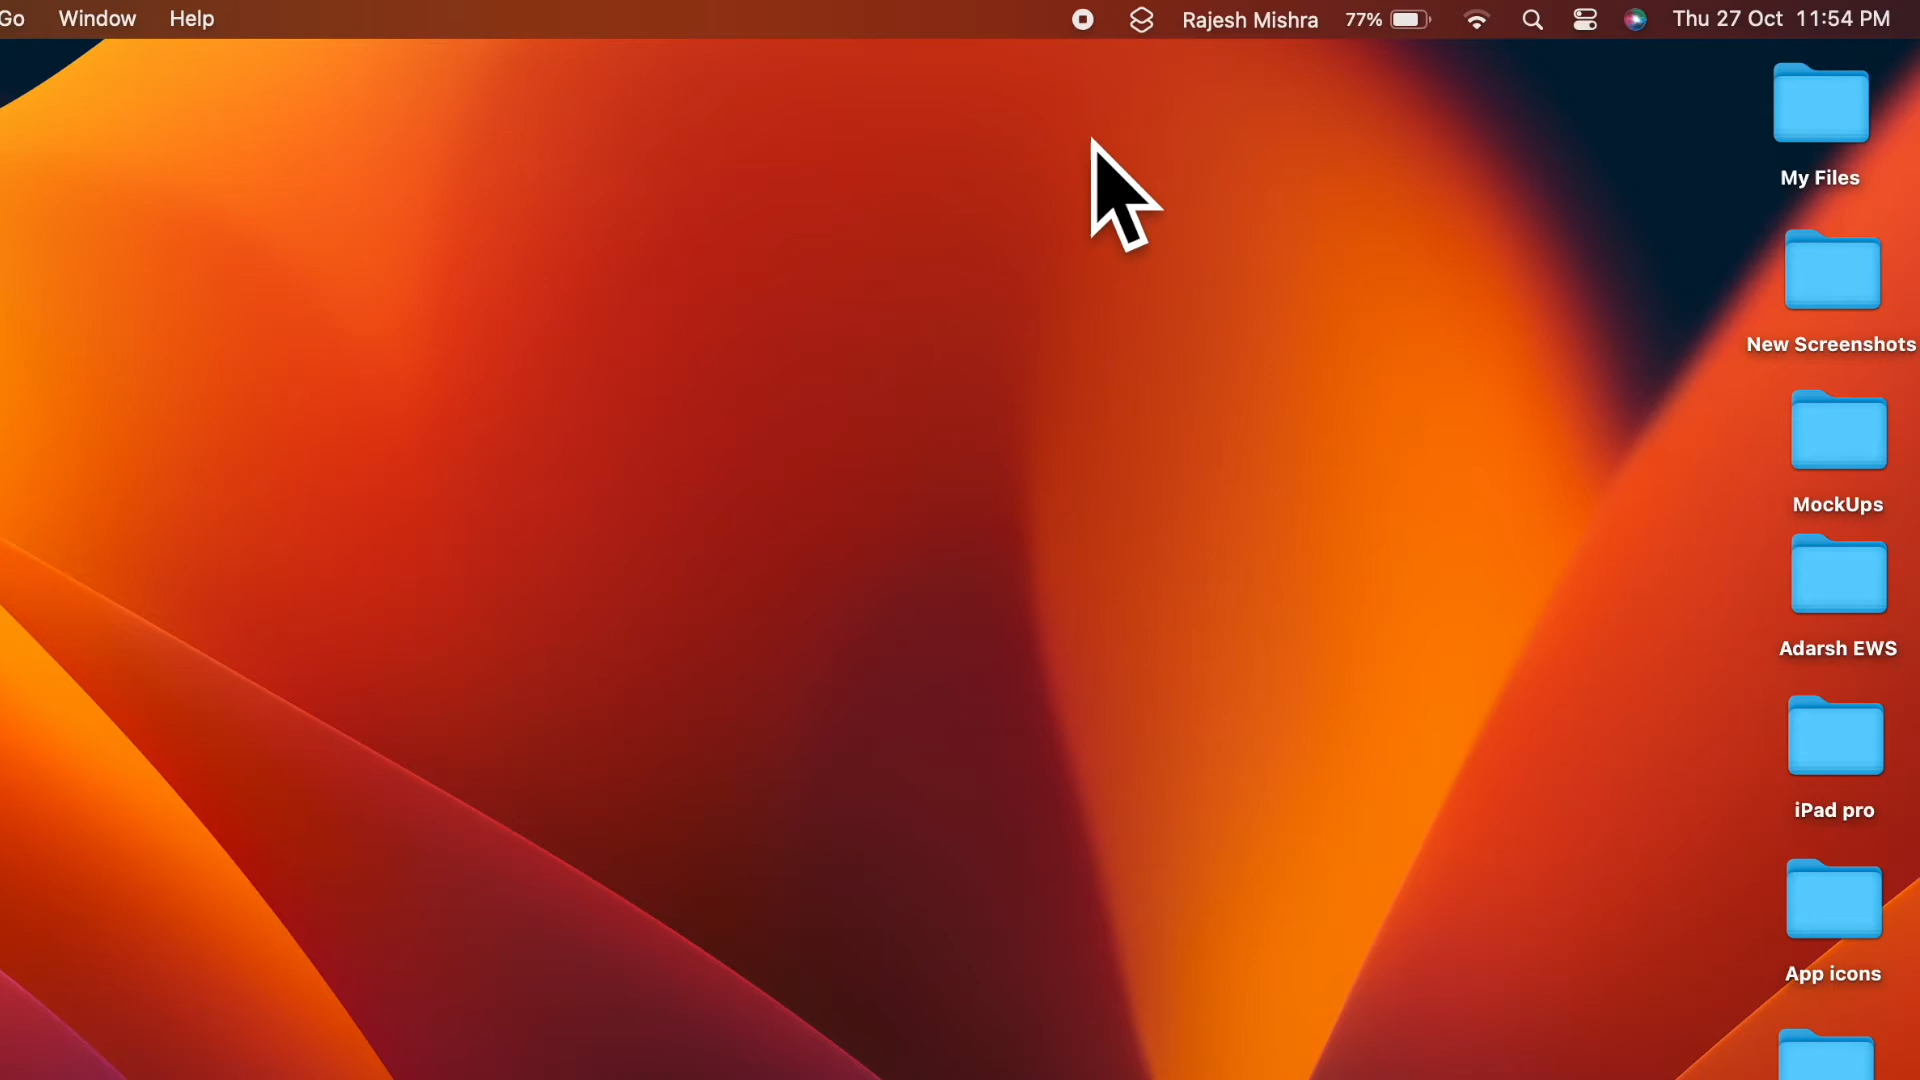 Go Window Help Rajesh Mishra 77% Thu 27 Oct 11:54 PM
My Files
New Screenshots
MockUps
Adarsh EWS
iPad pro
App icons